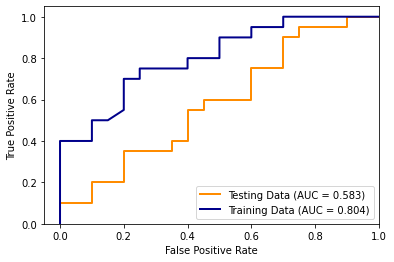 1.0
0.8
0.6
0.4
0.2
0.0
True Positive Rate
Testing Data (AUC = 0.583)
Training Data (AUC = 0.804)
0.0 0.2 0.4 0.6 0.8 1.0
False Positive Rate